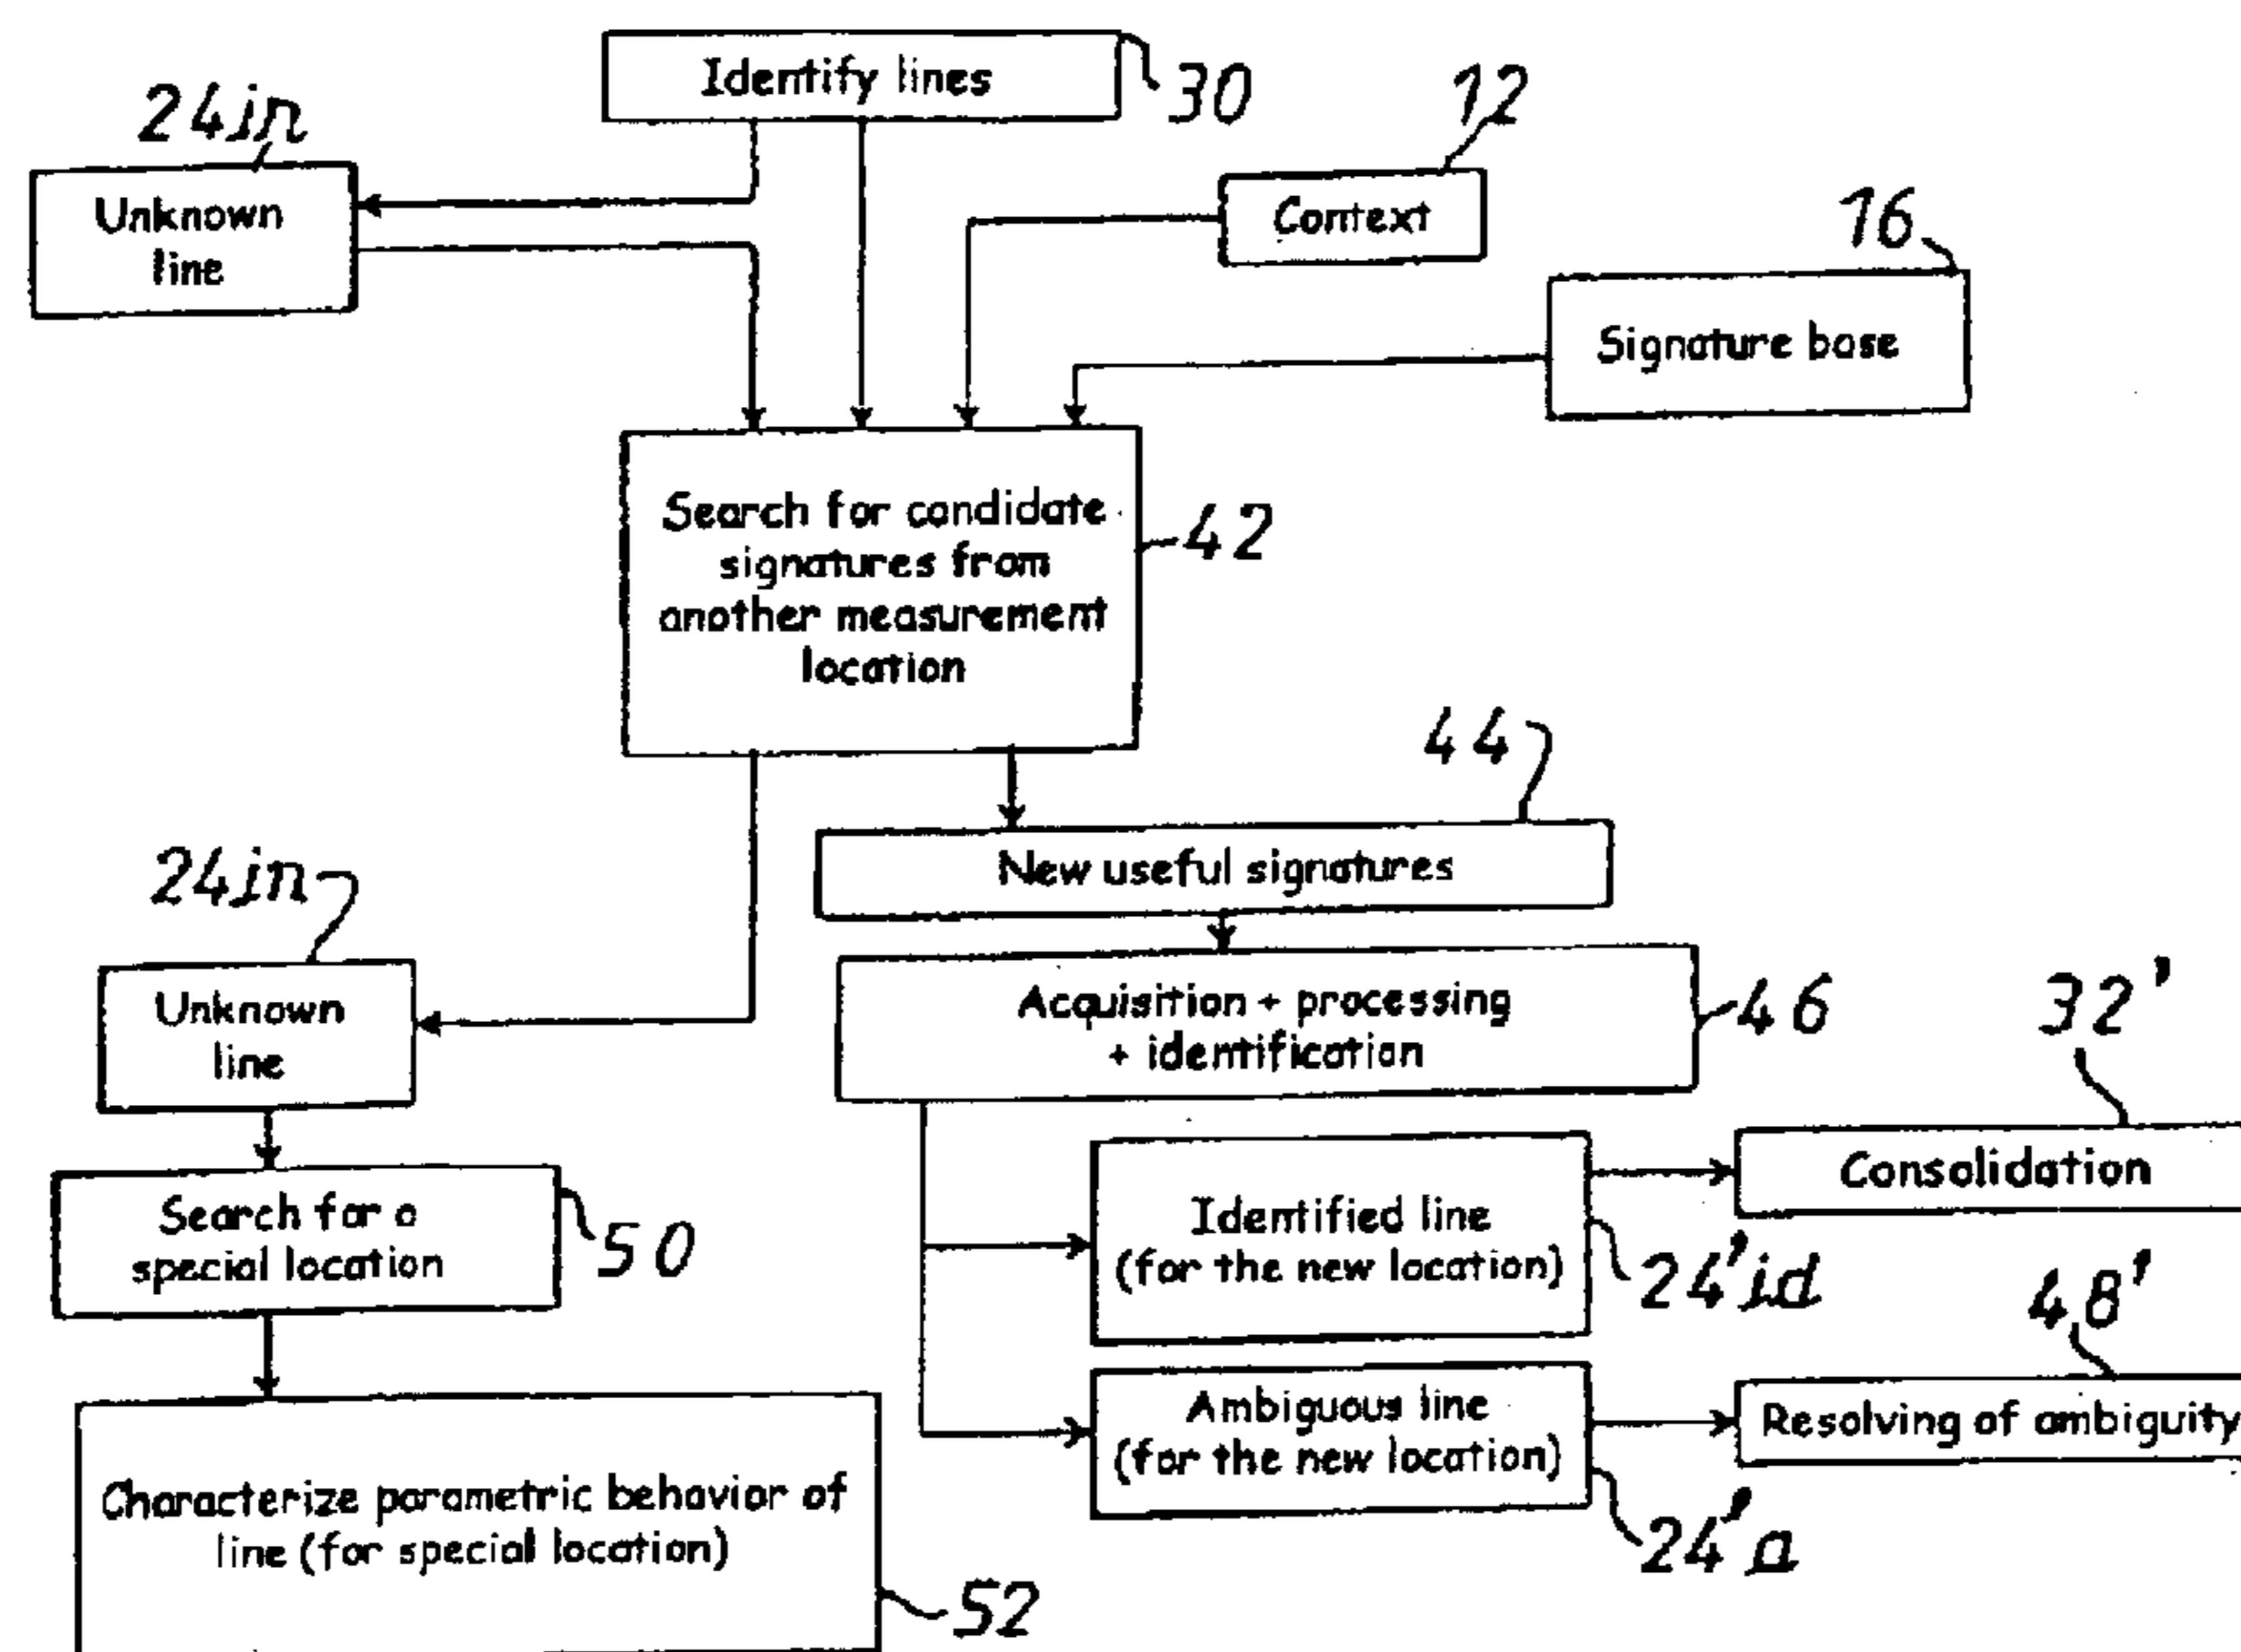 Identify lines
30
24in
12
Unknown
line
Context
16
Signature base
Search for candidate
signatures from
another measurement
location
42
44
New useful signatures
24in
Unknown
line
Acquisition + processing
+ identification
46
32'
Consolidation
Search for a
special location
50
Identified line
(for the new location)
24'id
48'
Ambiguous line
(for the new location)
Resolving of ambiguity
24'a
Characterize parametric behavior of
line (for special location)
52